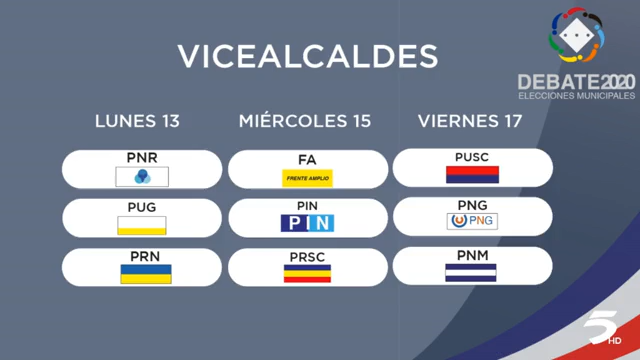 VICEALCALDES
DEBATE2020
ELECCIONES MUNICIPALES
LUNES 13
MIÉRCOLES 15
VIERNES 17
PNR
FA
FRENTE AMPLIO
PUSC
PUG
PIN
PIN
PNG
PNG
PRN
PRSC
PNM
5
HD